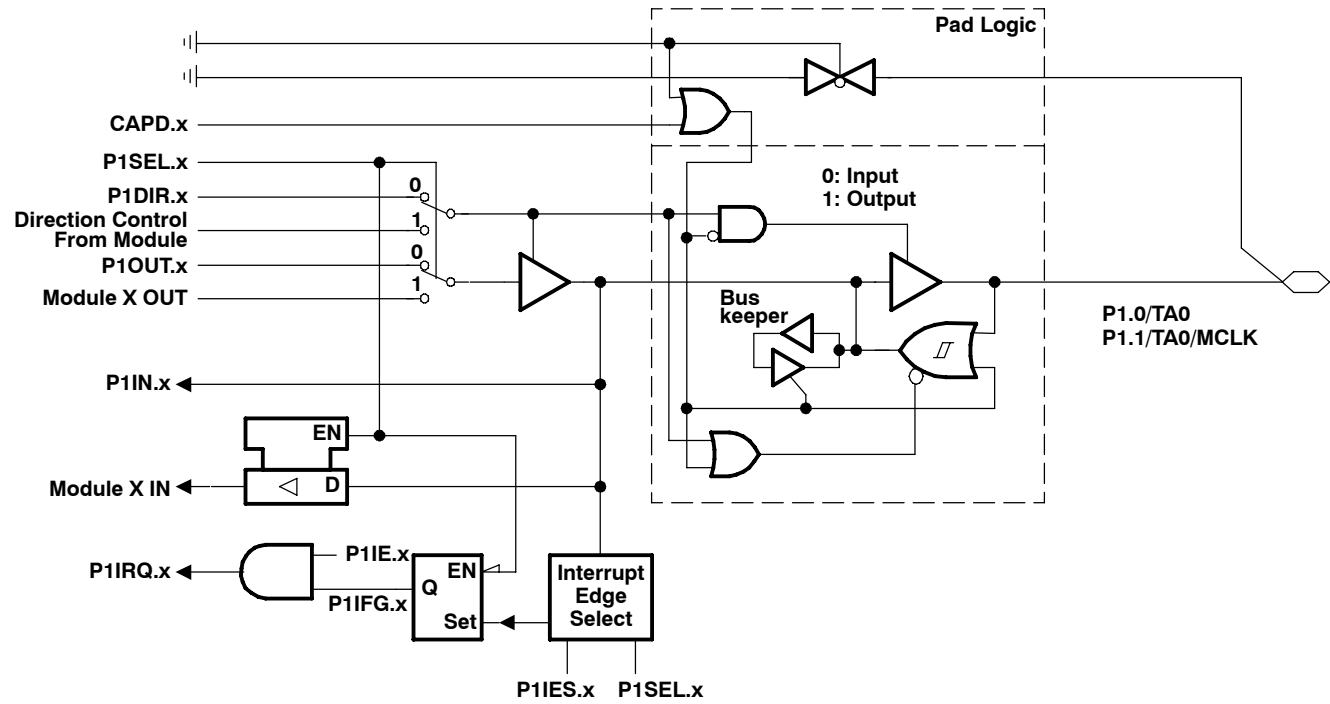 Pad Logic
CAPD.x
P1SEL.x
P1DIR.x
0
Direction Control
From Module
1
P1OUT.x
0
Module X OUT
1
0: Input
1: Output
Bus
keeper
P1.0/TA0
P1.1/TA0/MCLK
P1IN.x
EN
Module X IN
D
P1IRQ.x
P1IE.x
P1IFG.x
EN
Q
Set
Interrupt
Edge
Select
P1IES.x
P1SEL.x